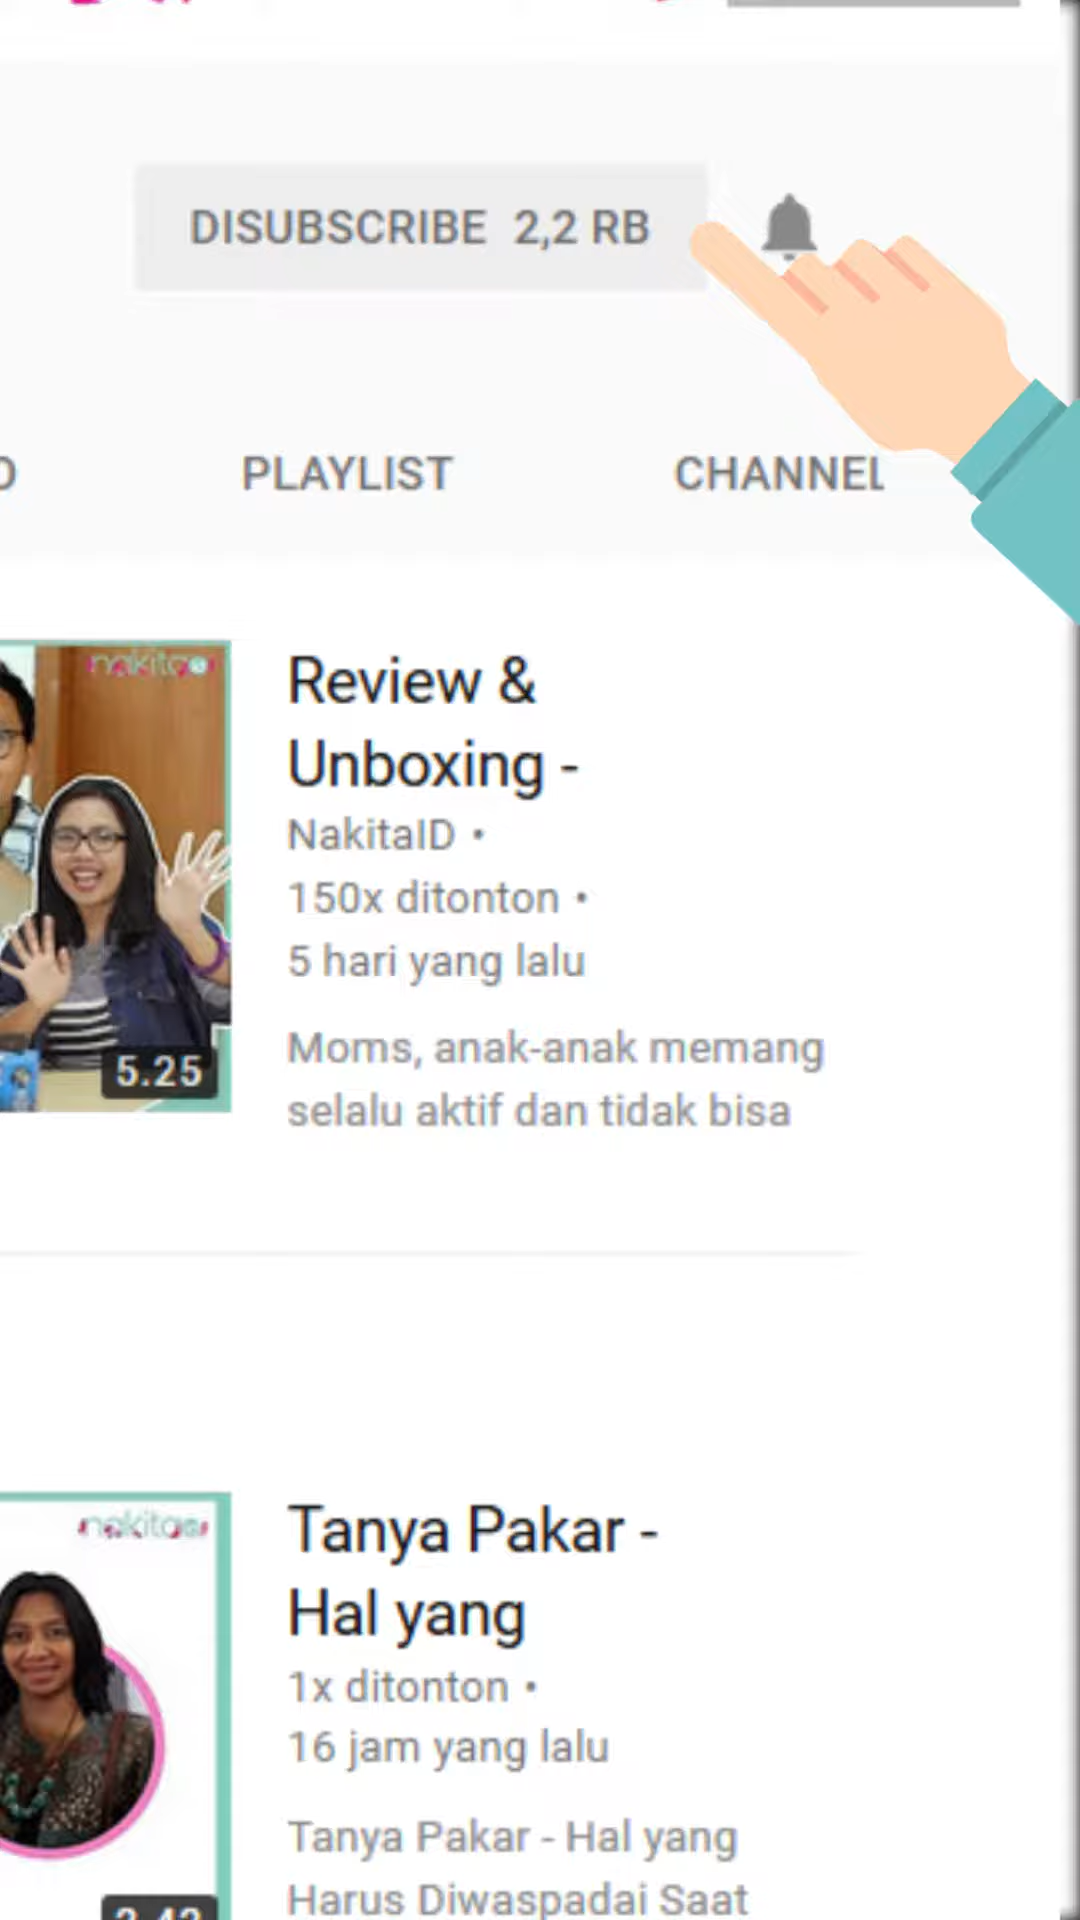 DISUBSCRIBE 2,2 RB
PLAYLIST
CHANNEL
nakita
Review &
Unboxing -
NakitaID •
150x ditonton •
5 hari yang lalu
Moms, anak-anak memang
selalu aktif dan tidak bisa
5.25
nakita
Tanya Pakar -
Hal yang
1x ditonton •
16 jam yang lalu
Tanya Pakar - Hal yang
Harus Diwaspadai Saat